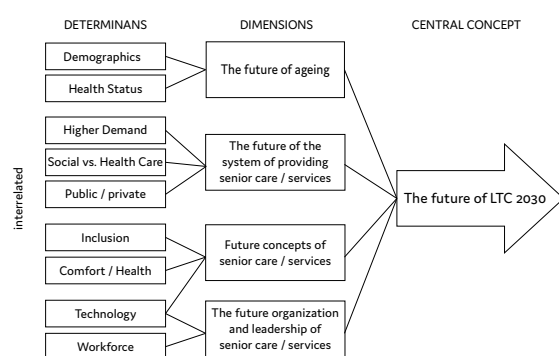 DETERMINANS
DIMENSIONS
CENTRAL CONCEPT
Demographics
Health Status
The future of ageing
Higher Demand
Social vs. Health Care
Public / private
The future of the
system of providing
senior care / services
interrelated
The future of LTC 2030
Inclusion
Comfort / Health
Future concepts of
senior care / services
Technology
Workforce
The future organization
and leadership of
senior care / services